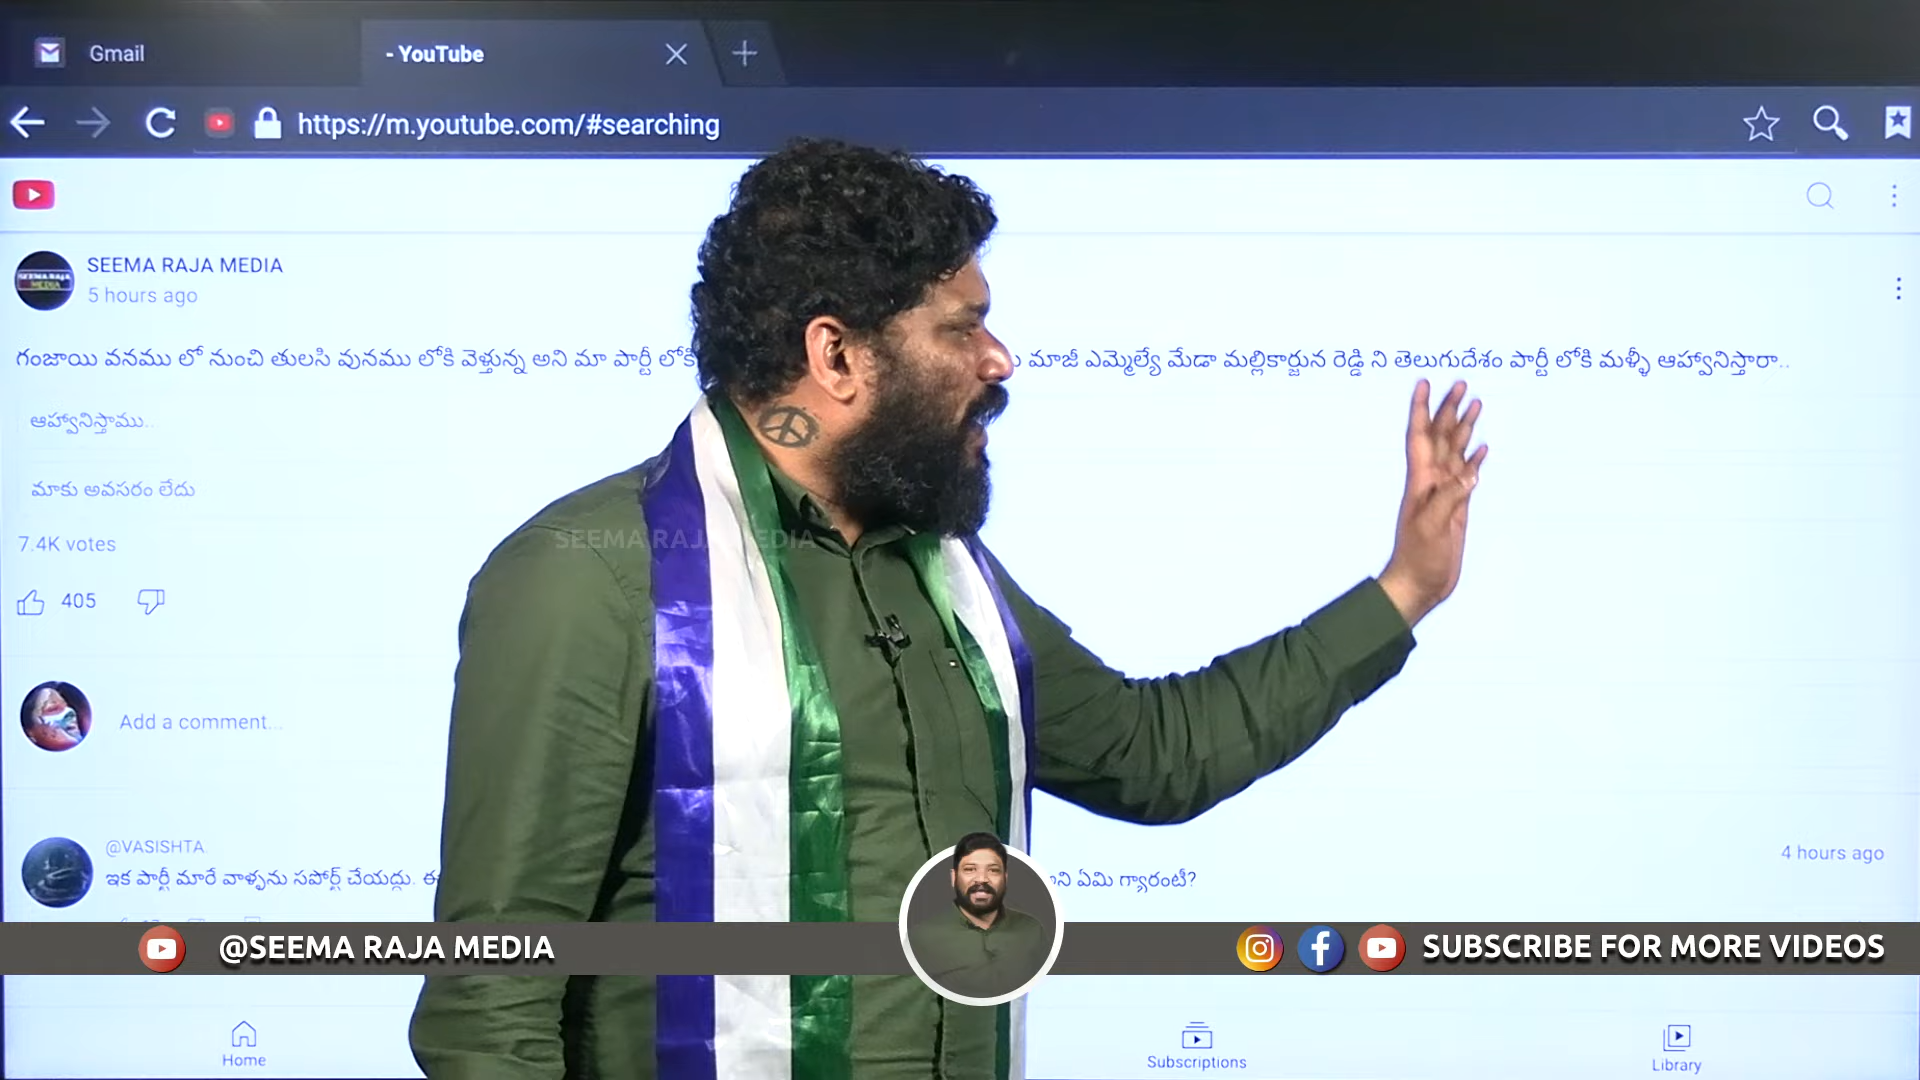 Gmail
- YouTube
https://m.youtube.com/#searching
SEEMA RAJA MEDIA
5 hours ago
గంజాయి వనము లో నుంచి తులసి వునము లోకి వెళ్తున్న అని మా పార్టీ లోకి మాజీ ఎమ్మెల్యే మేడా మల్లికార్జున రెడ్డి ని తెలుగుదేశం పార్టీ లోకి మళ్ళీ ఆహ్వానిస్తారా..
ఆహ్వానిస్తాము..
మాకు అవసరం లేదు
SEEMA RAJA MEDIA
7.4K votes
405
Add a comment...
@VASISHTA
4 hours ago
ఇక పార్టీ మారే వాళ్ళను సపోర్ట్ చేయద్దు. ఏమి గ్యారంటీ?
@SEEMA RAJA MEDIA
SUBSCRIBE FOR MORE VIDEOS
Home
Subscriptions
Library